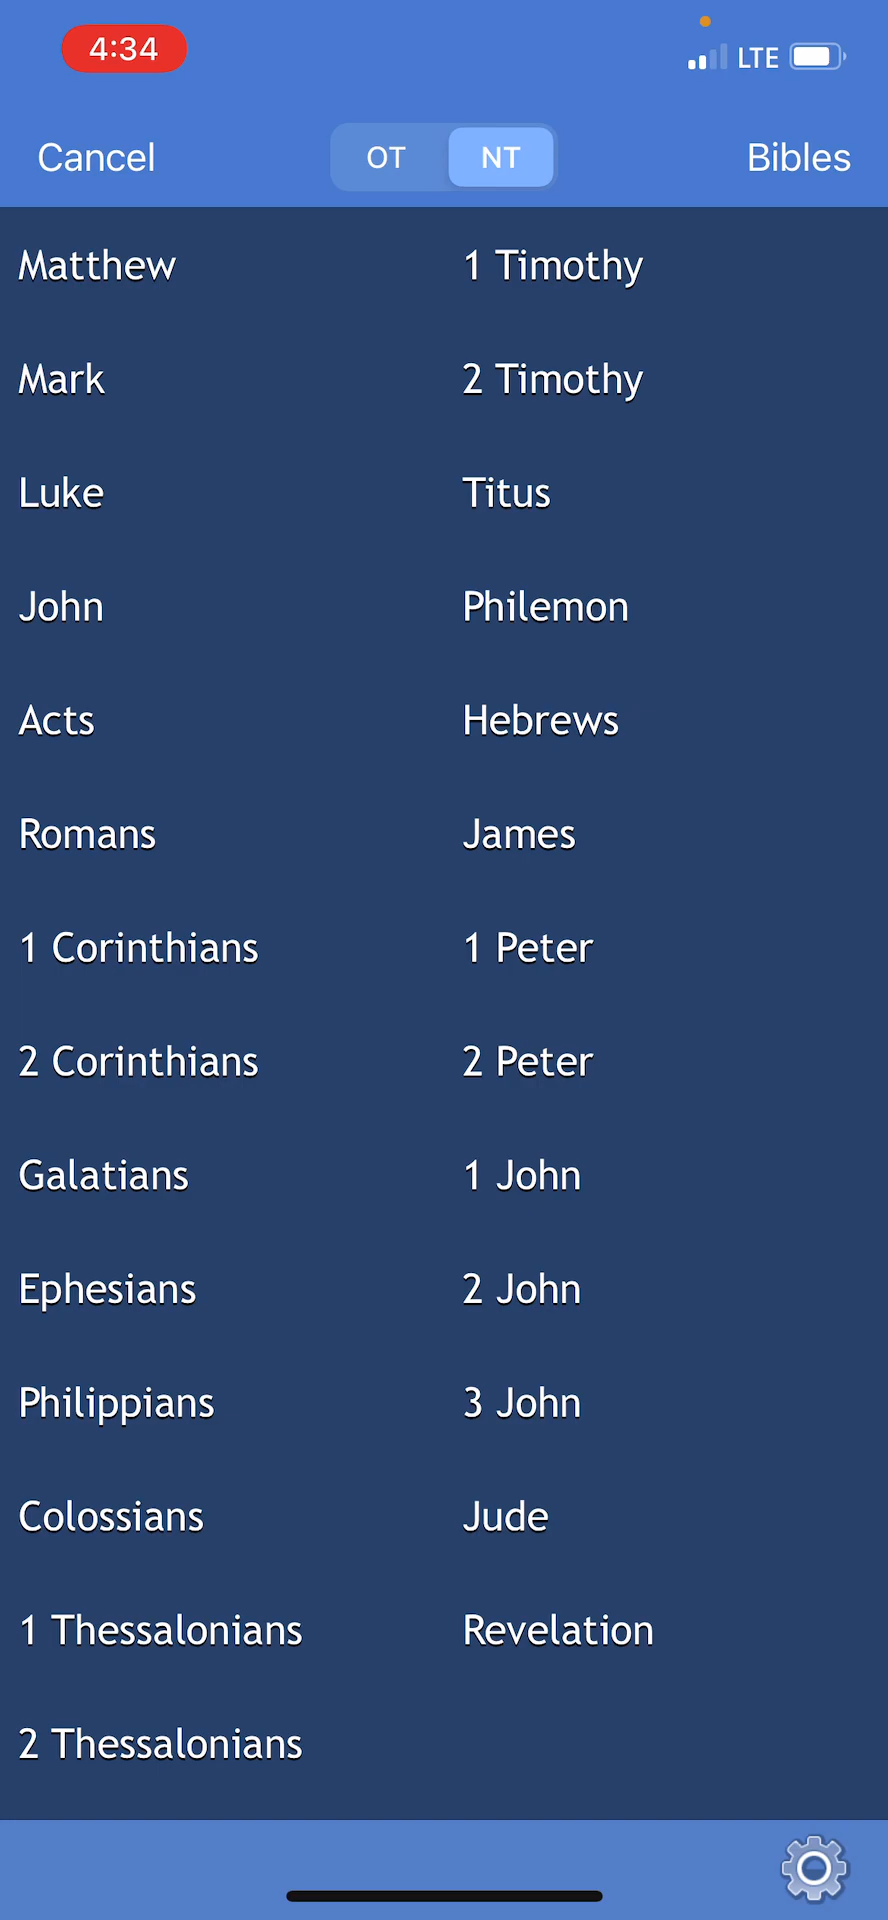 4:34 LTE
Cancel OT NT Bibles
Matthew
Mark
Luke
John
Acts
Romans
1 Corinthians
2 Corinthians
Galatians
Ephesians
Philippians
Colossians
1 Thessalonians
2 Thessalonians
1 Timothy
2 Timothy
Titus
Philemon
Hebrews
James
1 Peter
2 Peter
1 John
2 John
3 John
Jude
Revelation